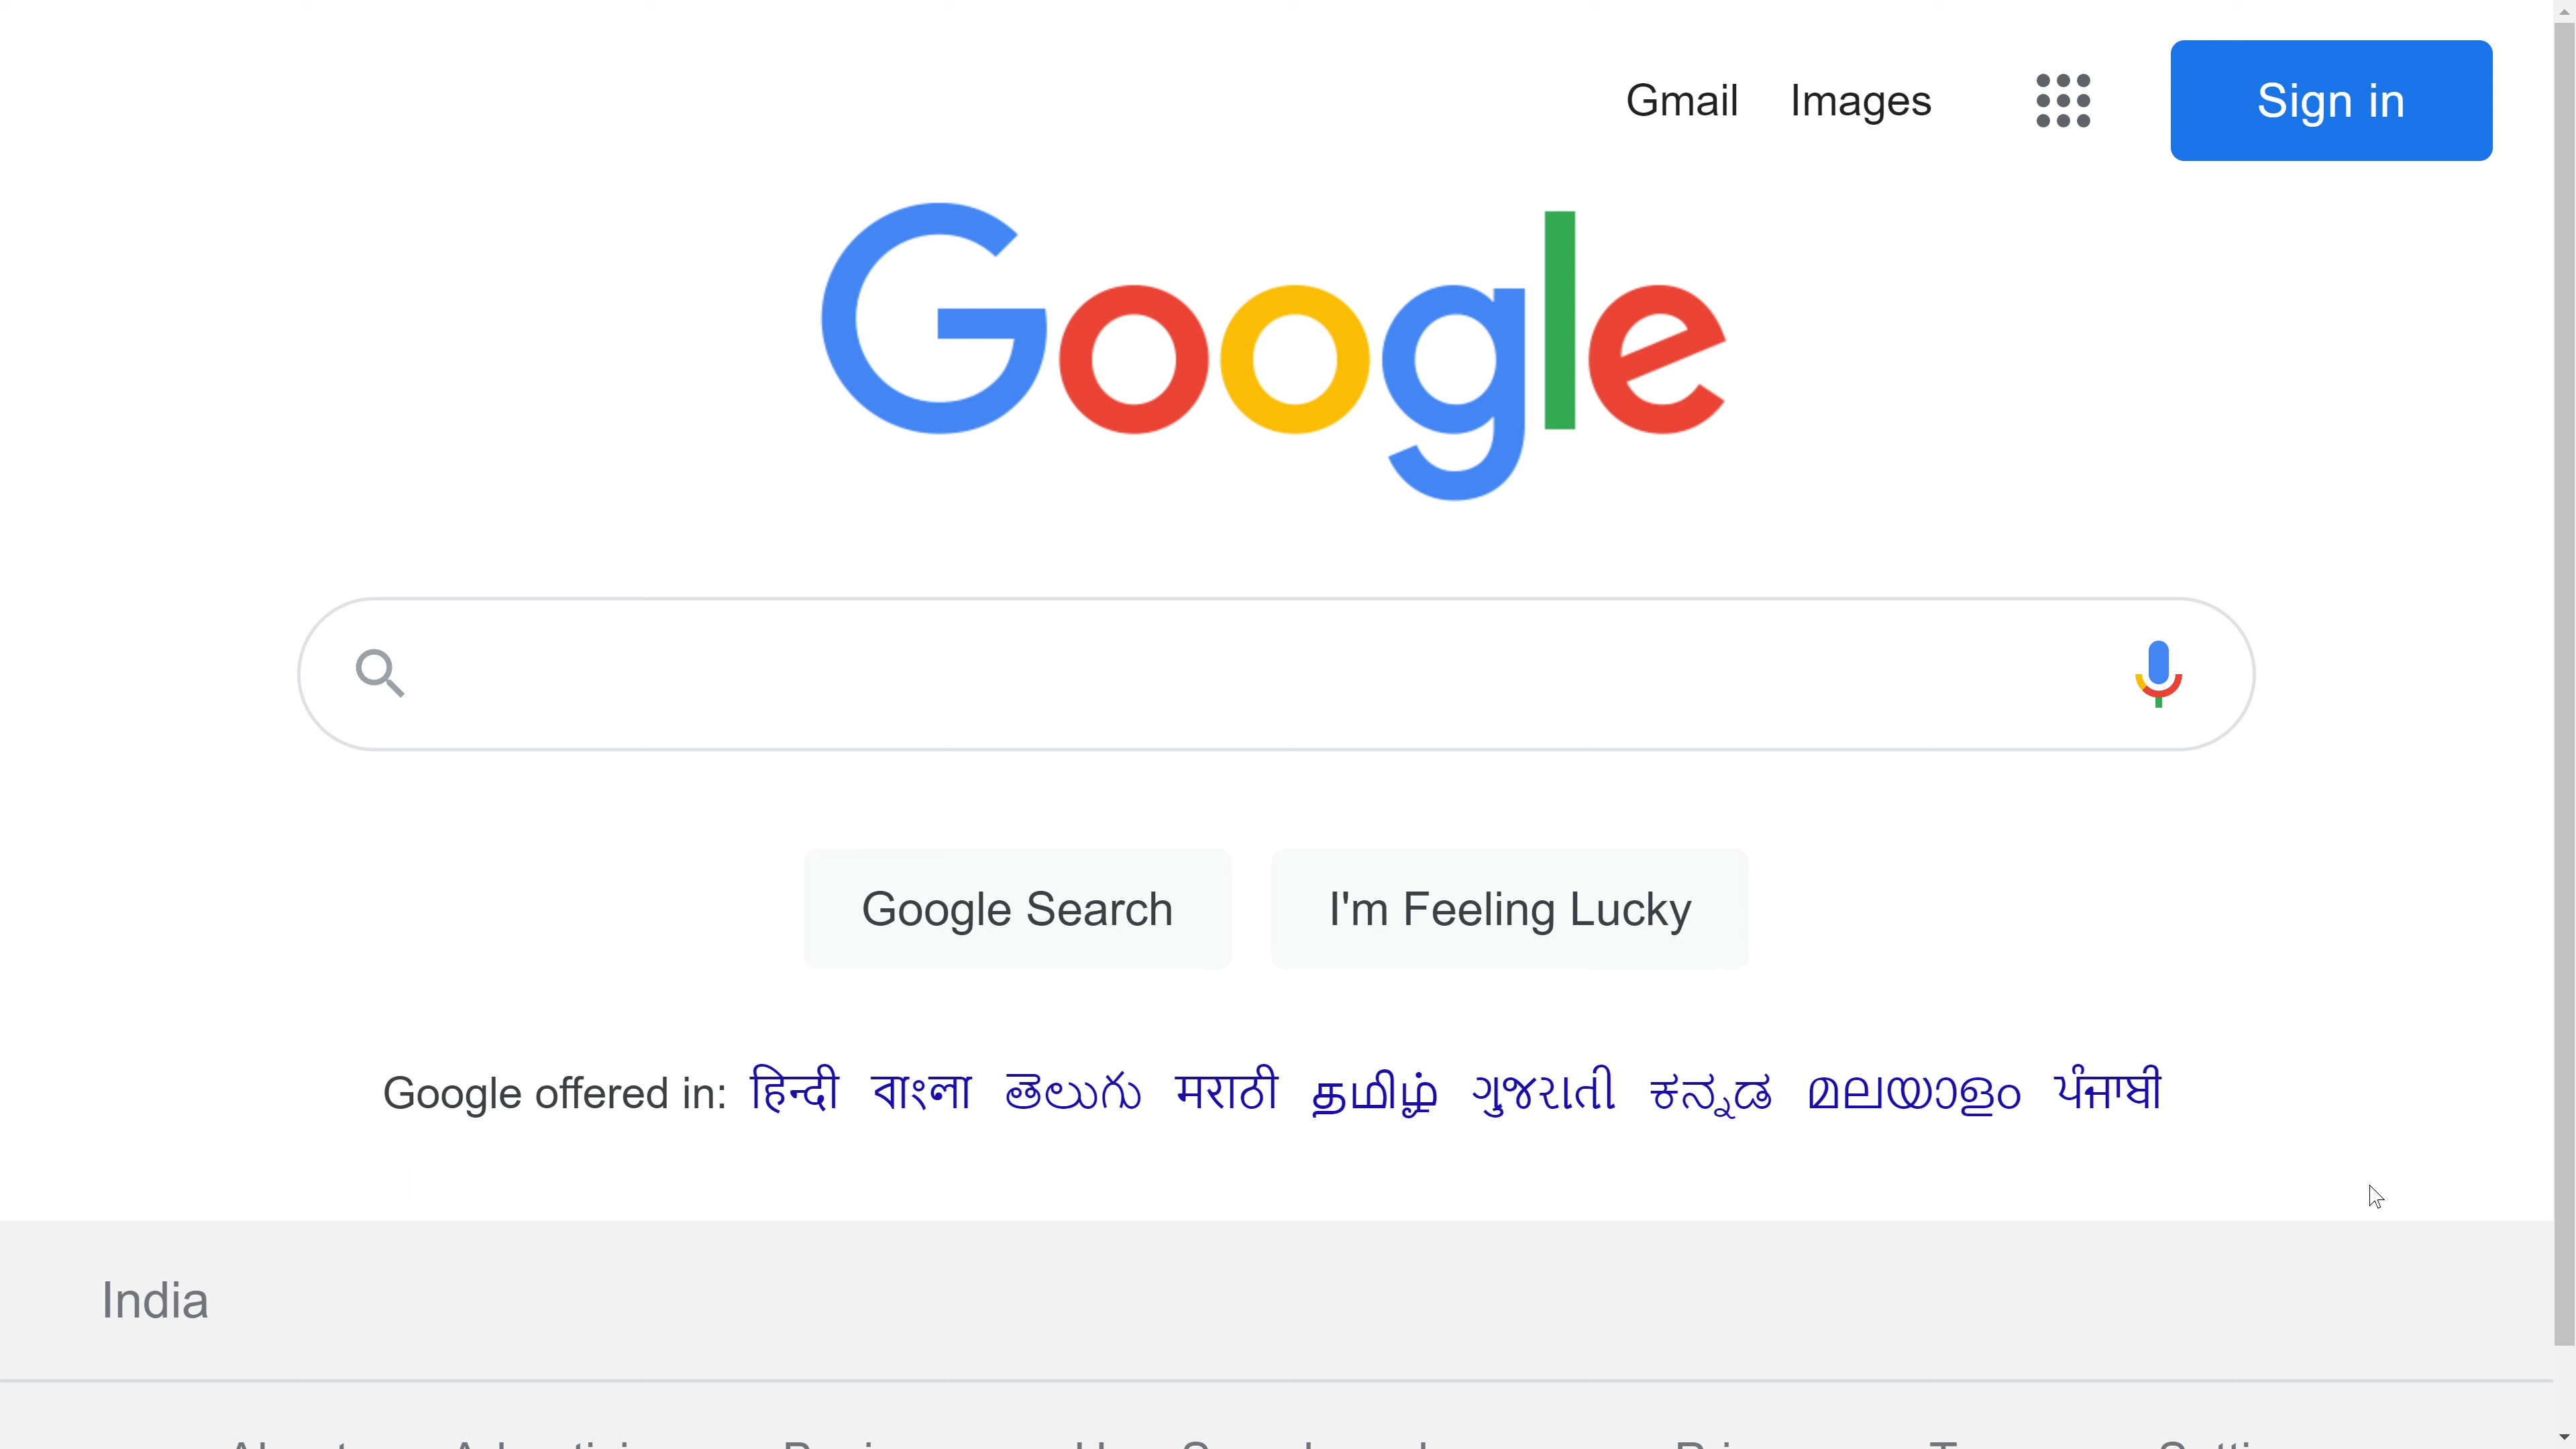 Gmail Images Sign in
Google
Google Search I'm Feeling Lucky
Google offered in: हिन्दी বাংলা తెలుగు मराठी தமிழ் ગુજરાતી ಕನ್ನಡ മലയാളം ਪੰਜਾਬੀ
India